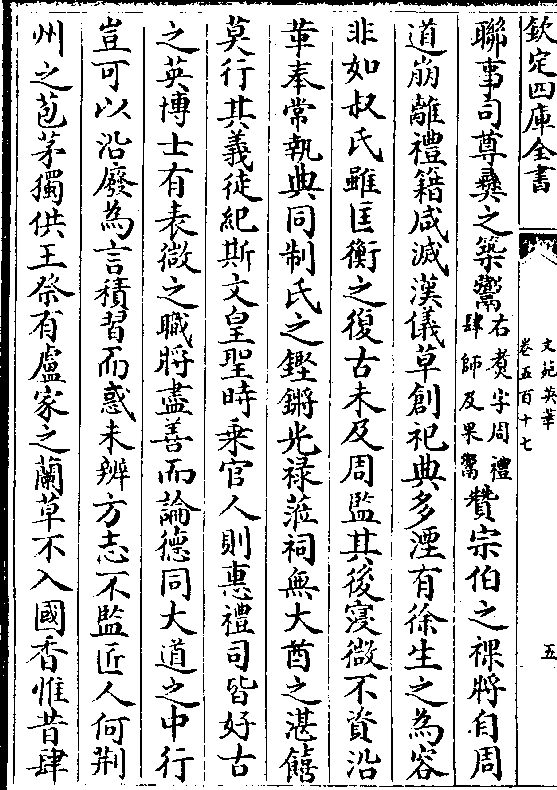 欽定四庫全書
文苑英華
卷五百十七
五
聯事司尊彝之築鬻右煑字周禮肆師及果鬻贊宗伯之祼將自周
道崩離禮籍咸滅漢儀草創祀典多湮有徐生之為容
非如叔氏雖匡衡之復古未及周監其後寖微不資沿
革奉常執典同制氏之鏗鏘光祿蒞祠無大酋之湛饎
莫行其義徒紀斯文皇聖時乗官人則恵禮司皆好古
之英博士有表微之職將盡善而論德同大道之中行
豈可以沿廢為言積習而惑未辨方志不監匠人何荆
州之苞茅獨供王祭有盧家之蘭草不入國香惟昔肆